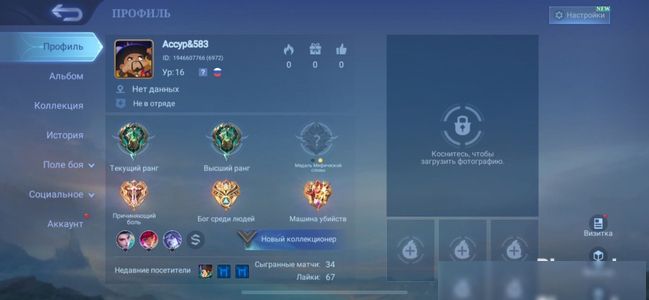 ПРОФИЛЬ
NEW
Настройки
Профиль
Альбом
Коллекция
История
Поле боя
Социальное
Аккаунт
Ассур&583
ID: 1946607766 (6972)
Ур:16
?
0 0 0
Нет данных
Не в отряде
Текущий ранг
Высший ранг
Медаль Мифической славы
Причиняющий боль
Бог среди людей
Машина убийств
$
Новый коллекционер
Недавние посетители
Сыгранные матчи: 34
Лайки: 67
Коснитесь, чтобы
загрузить фотографию.
Визитка